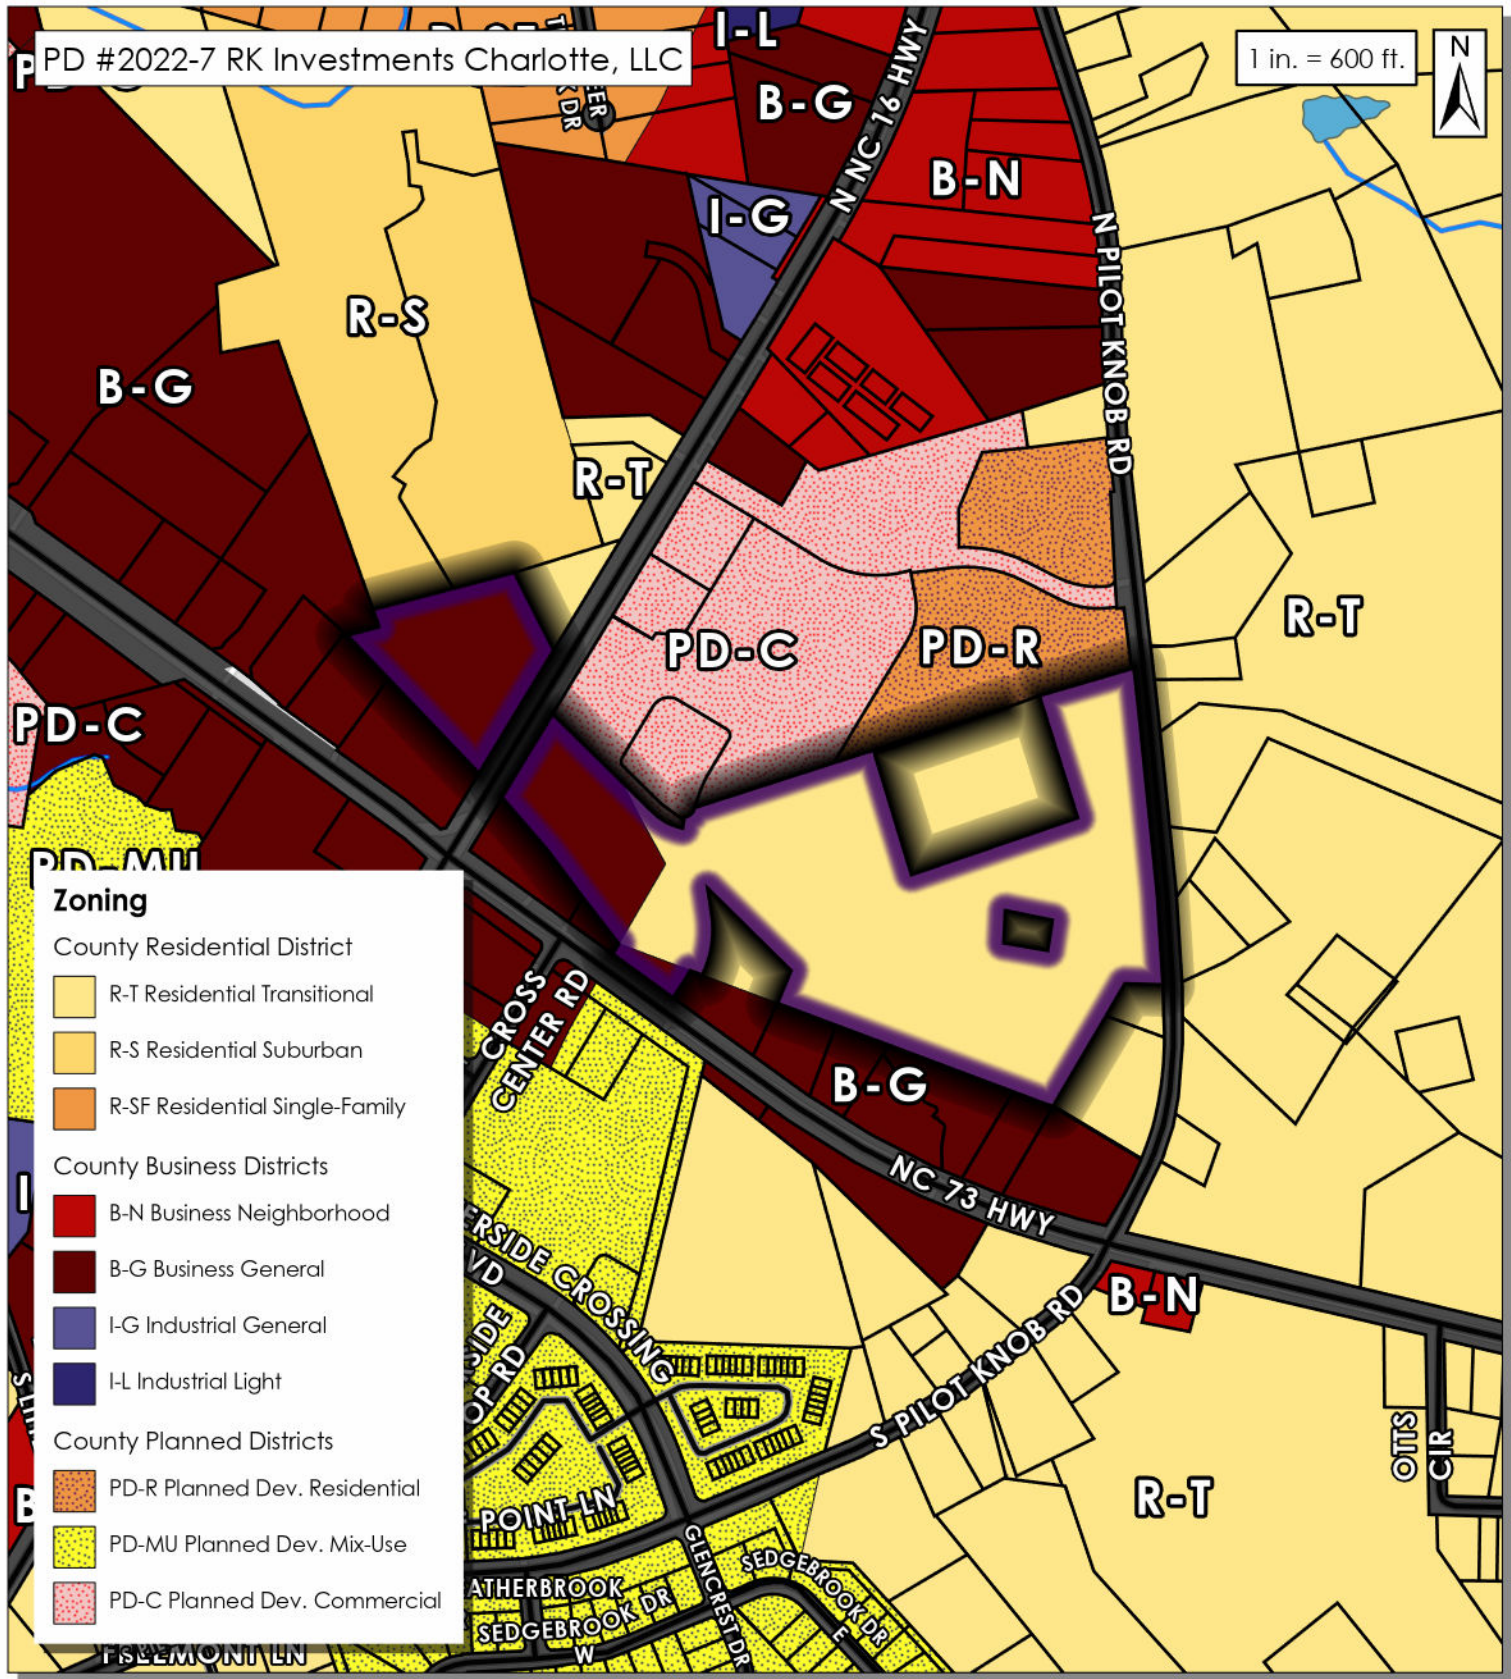 PD #2022-7 RK Investments Charlotte, LLC
1 in. = 600 ft.
N
I-L
B-G
N NC 16 HWY
B-N
I-G
N PILOT KNOB RD
R-S
B-G
R-T
R-T
PD-C
PD-R
PD-C
PD-MU
CROSS
CENTER RD
B-G
NC 73 HWY
B-N
S PILOT KNOB RD
OTTS
CIR
R-T
POINT LN
GLENCREST DR
SEDGEBROOK DR
E
SEDGEBROOK DR
W
Zoning
County Residential District
R-T Residential Transitional
R-S Residential Suburban
R-SF Residential Single-Family
County Business Districts
B-N Business Neighborhood
B-G Business General
I-G Industrial General
I-L Industrial Light
County Planned Districts
PD-R Planned Dev. Residential
PD-MU Planned Dev. Mix-Use
PD-C Planned Dev. Commercial